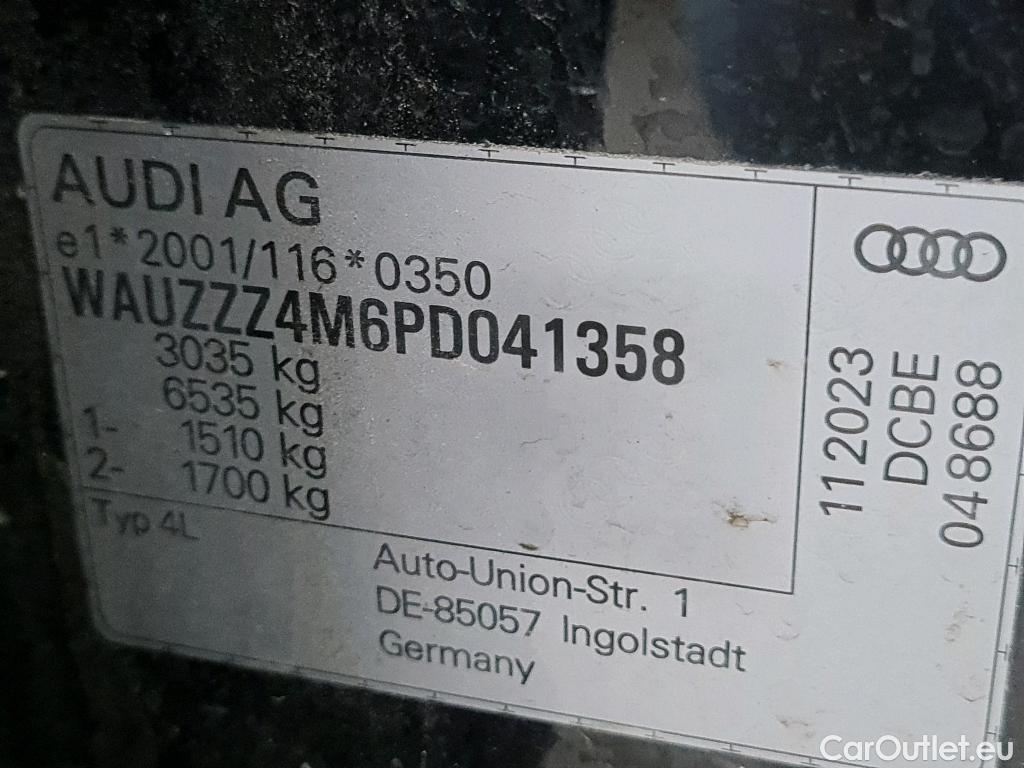 AUDI AG
e1*2001/116*0350
WAUZZZ4M6PD041358
3035 kg
6535 kg
1- 1510 kg
2- 1700 kg
Typ 4L
Auto-Union-Str. 1
DE-85057 Ingolstadt
Germany
112023
DCBE
048688
CarOutlet.eu